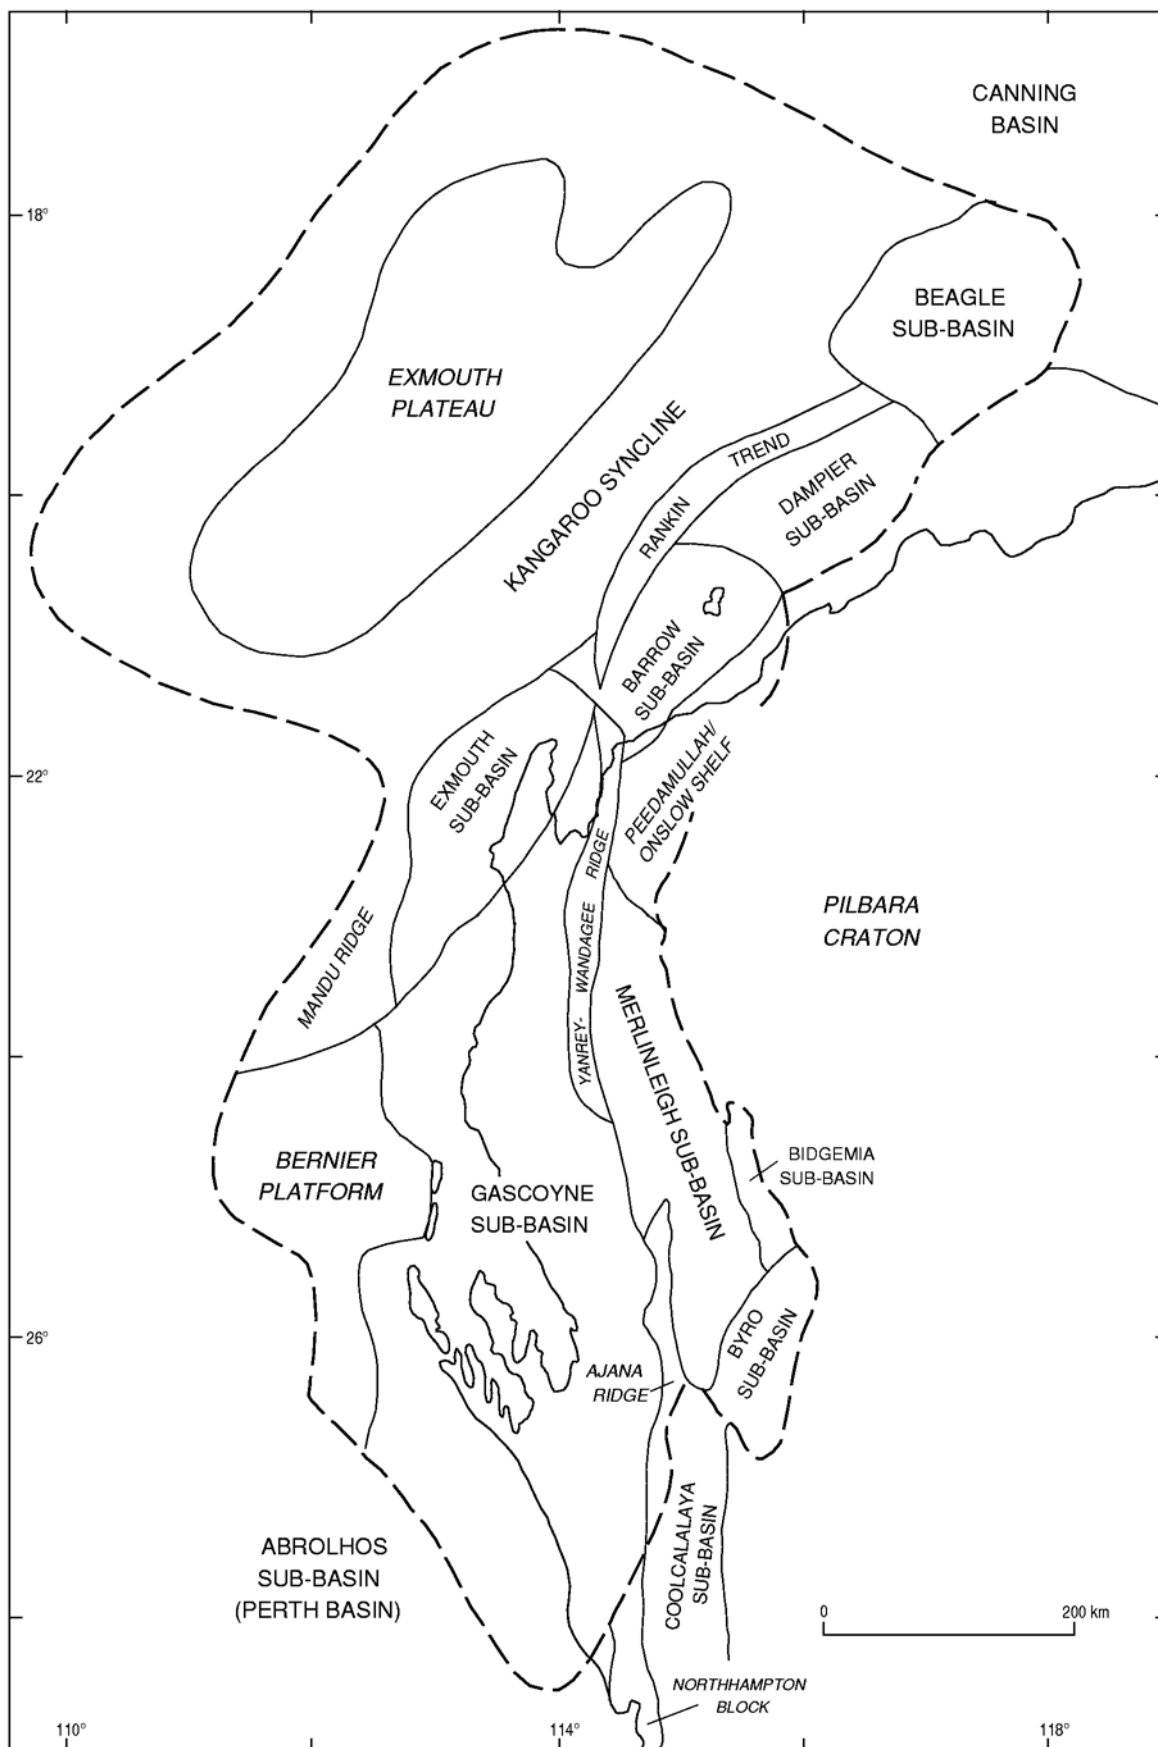 CANNING
BASIN
18°
BEAGLE
SUB-BASIN
EXMOUTH
PLATEAU
KANGAROO SYNCLINE
RANKIN TREND
DAMPIER
SUB-BASIN
BARROW
SUB-BASIN
EXMOUTH
SUB-BASIN
22°
PEEDAMULLAH/
ONSLOW SHELF
PILBARA
CRATON
MANDU RIDGE
YANREY- WANDAGEE RIDGE
MERLINLEIGH SUB-BASIN
BERNIER
PLATFORM
GASCOYNE
SUB-BASIN
BIDGEMIA
SUB-BASIN
26°
BYRO
SUB-BASIN
AJANA
RIDGE
COOLCALALAYA
SUB-BASIN
ABROLHOS
SUB-BASIN
(PERTH BASIN)
0 200 km
NORTHHAMPTON
BLOCK
110° 114° 118°